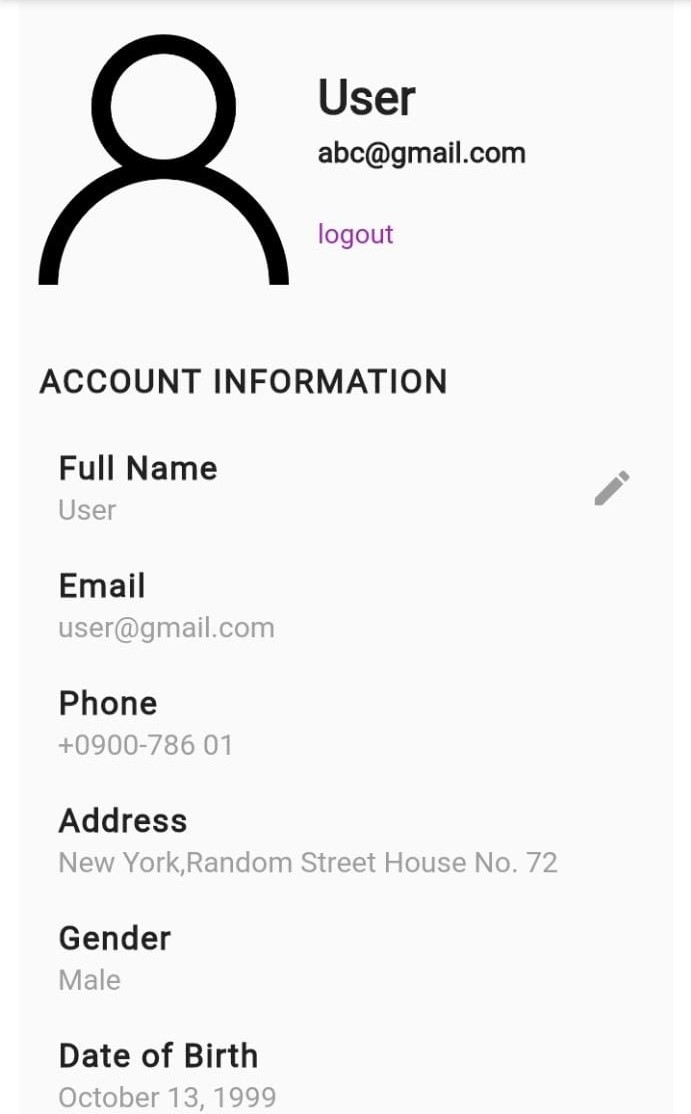 User
abc@gmail.com
logout
ACCOUNT INFORMATION
Full Name
User
Email
user@gmail.com
Phone
+0900-786 01
Address
New York,Random Street House No. 72
Gender
Male
Date of Birth
October 13, 1999